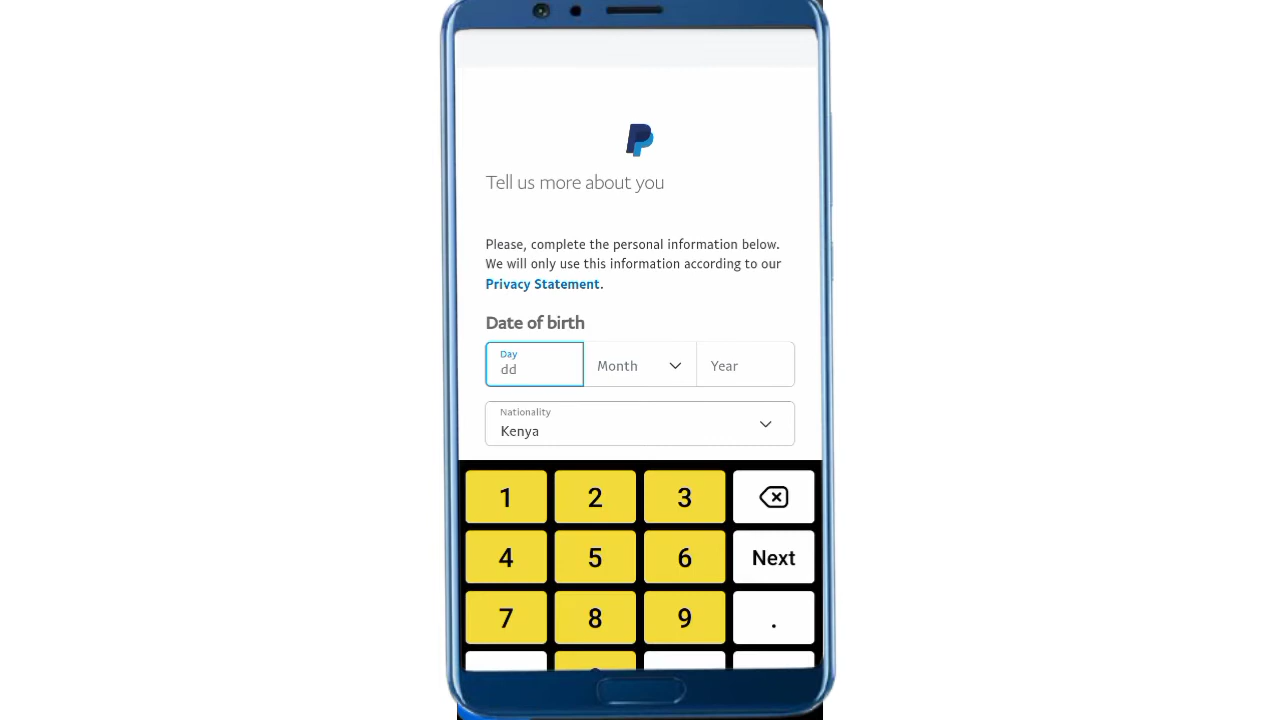 Tell us more about you
Please, complete the personal information below.
We will only use this information according to our
Privacy Statement.
Date of birth
Day
dd
Month
Year
Nationality
Kenya
1 2 3
4 5 6 Next
7 8 9 .